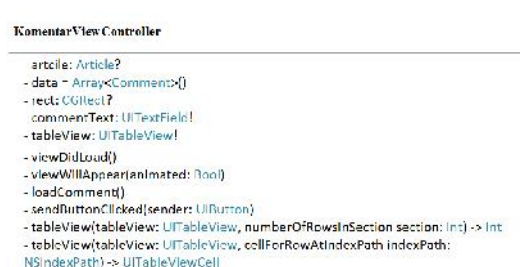 KomentarViewController
artcile: Article?
- data = Array<Comment>()
- rect: CGRect?
commentText: UITextField!
- tableView: UITableView!
- viewDidLoad()
- viewWillAppear(animated: Bool)
- loadComment()
- sendButtonClicked(sender: UIButton)
- tableView(tableView: UITableView, numberOfRowsInSection section: Int) -> Int
- tableView(tableView: UITableView, cellForRowAtIndexPath indexPath:
NSIndexPath) -> UITableViewCell